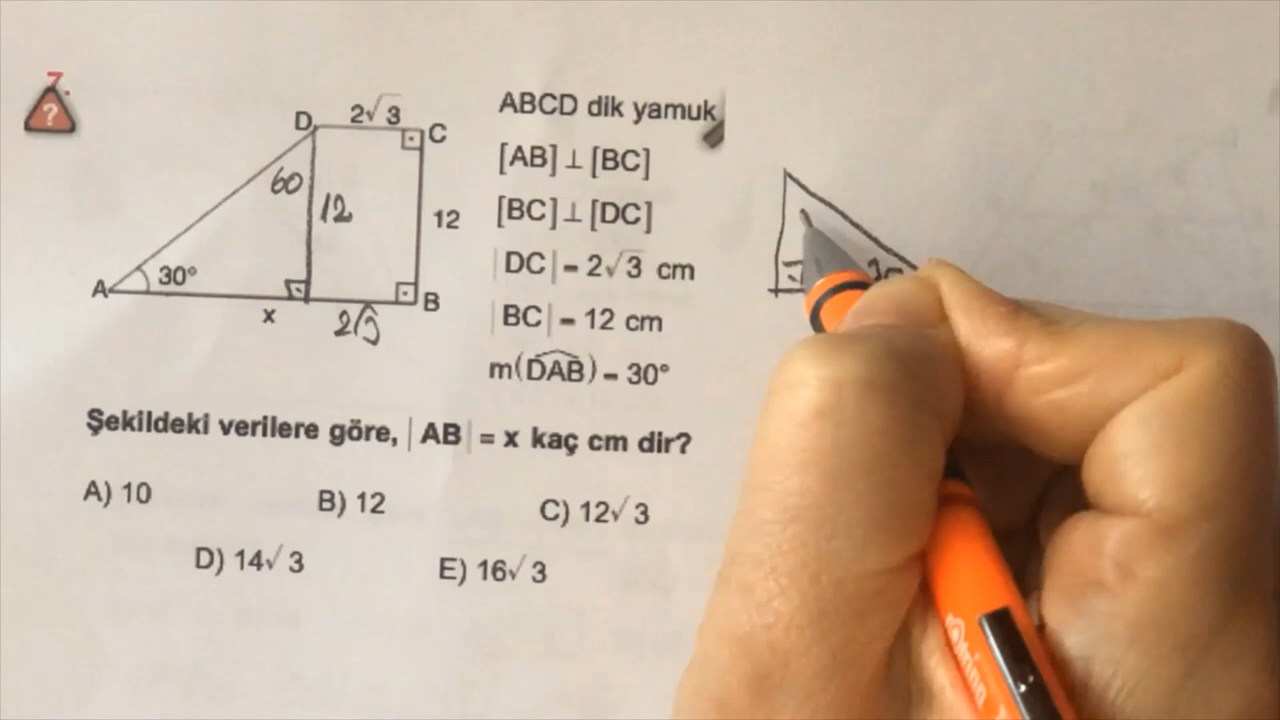 7.
?
D 2√3 C
60 12 12
A 30° B
x 2√3
ABCD dik yamuk
[AB] ⊥ [BC]
[BC] ⊥ [DC]
|DC| = 2√3 cm
|BC| = 12 cm
m(DAB) = 30°
Şekildeki verilere göre, |AB| = x kaç cm dir?
A) 10 B) 12 C) 12√3
D) 14√3 E) 16√3